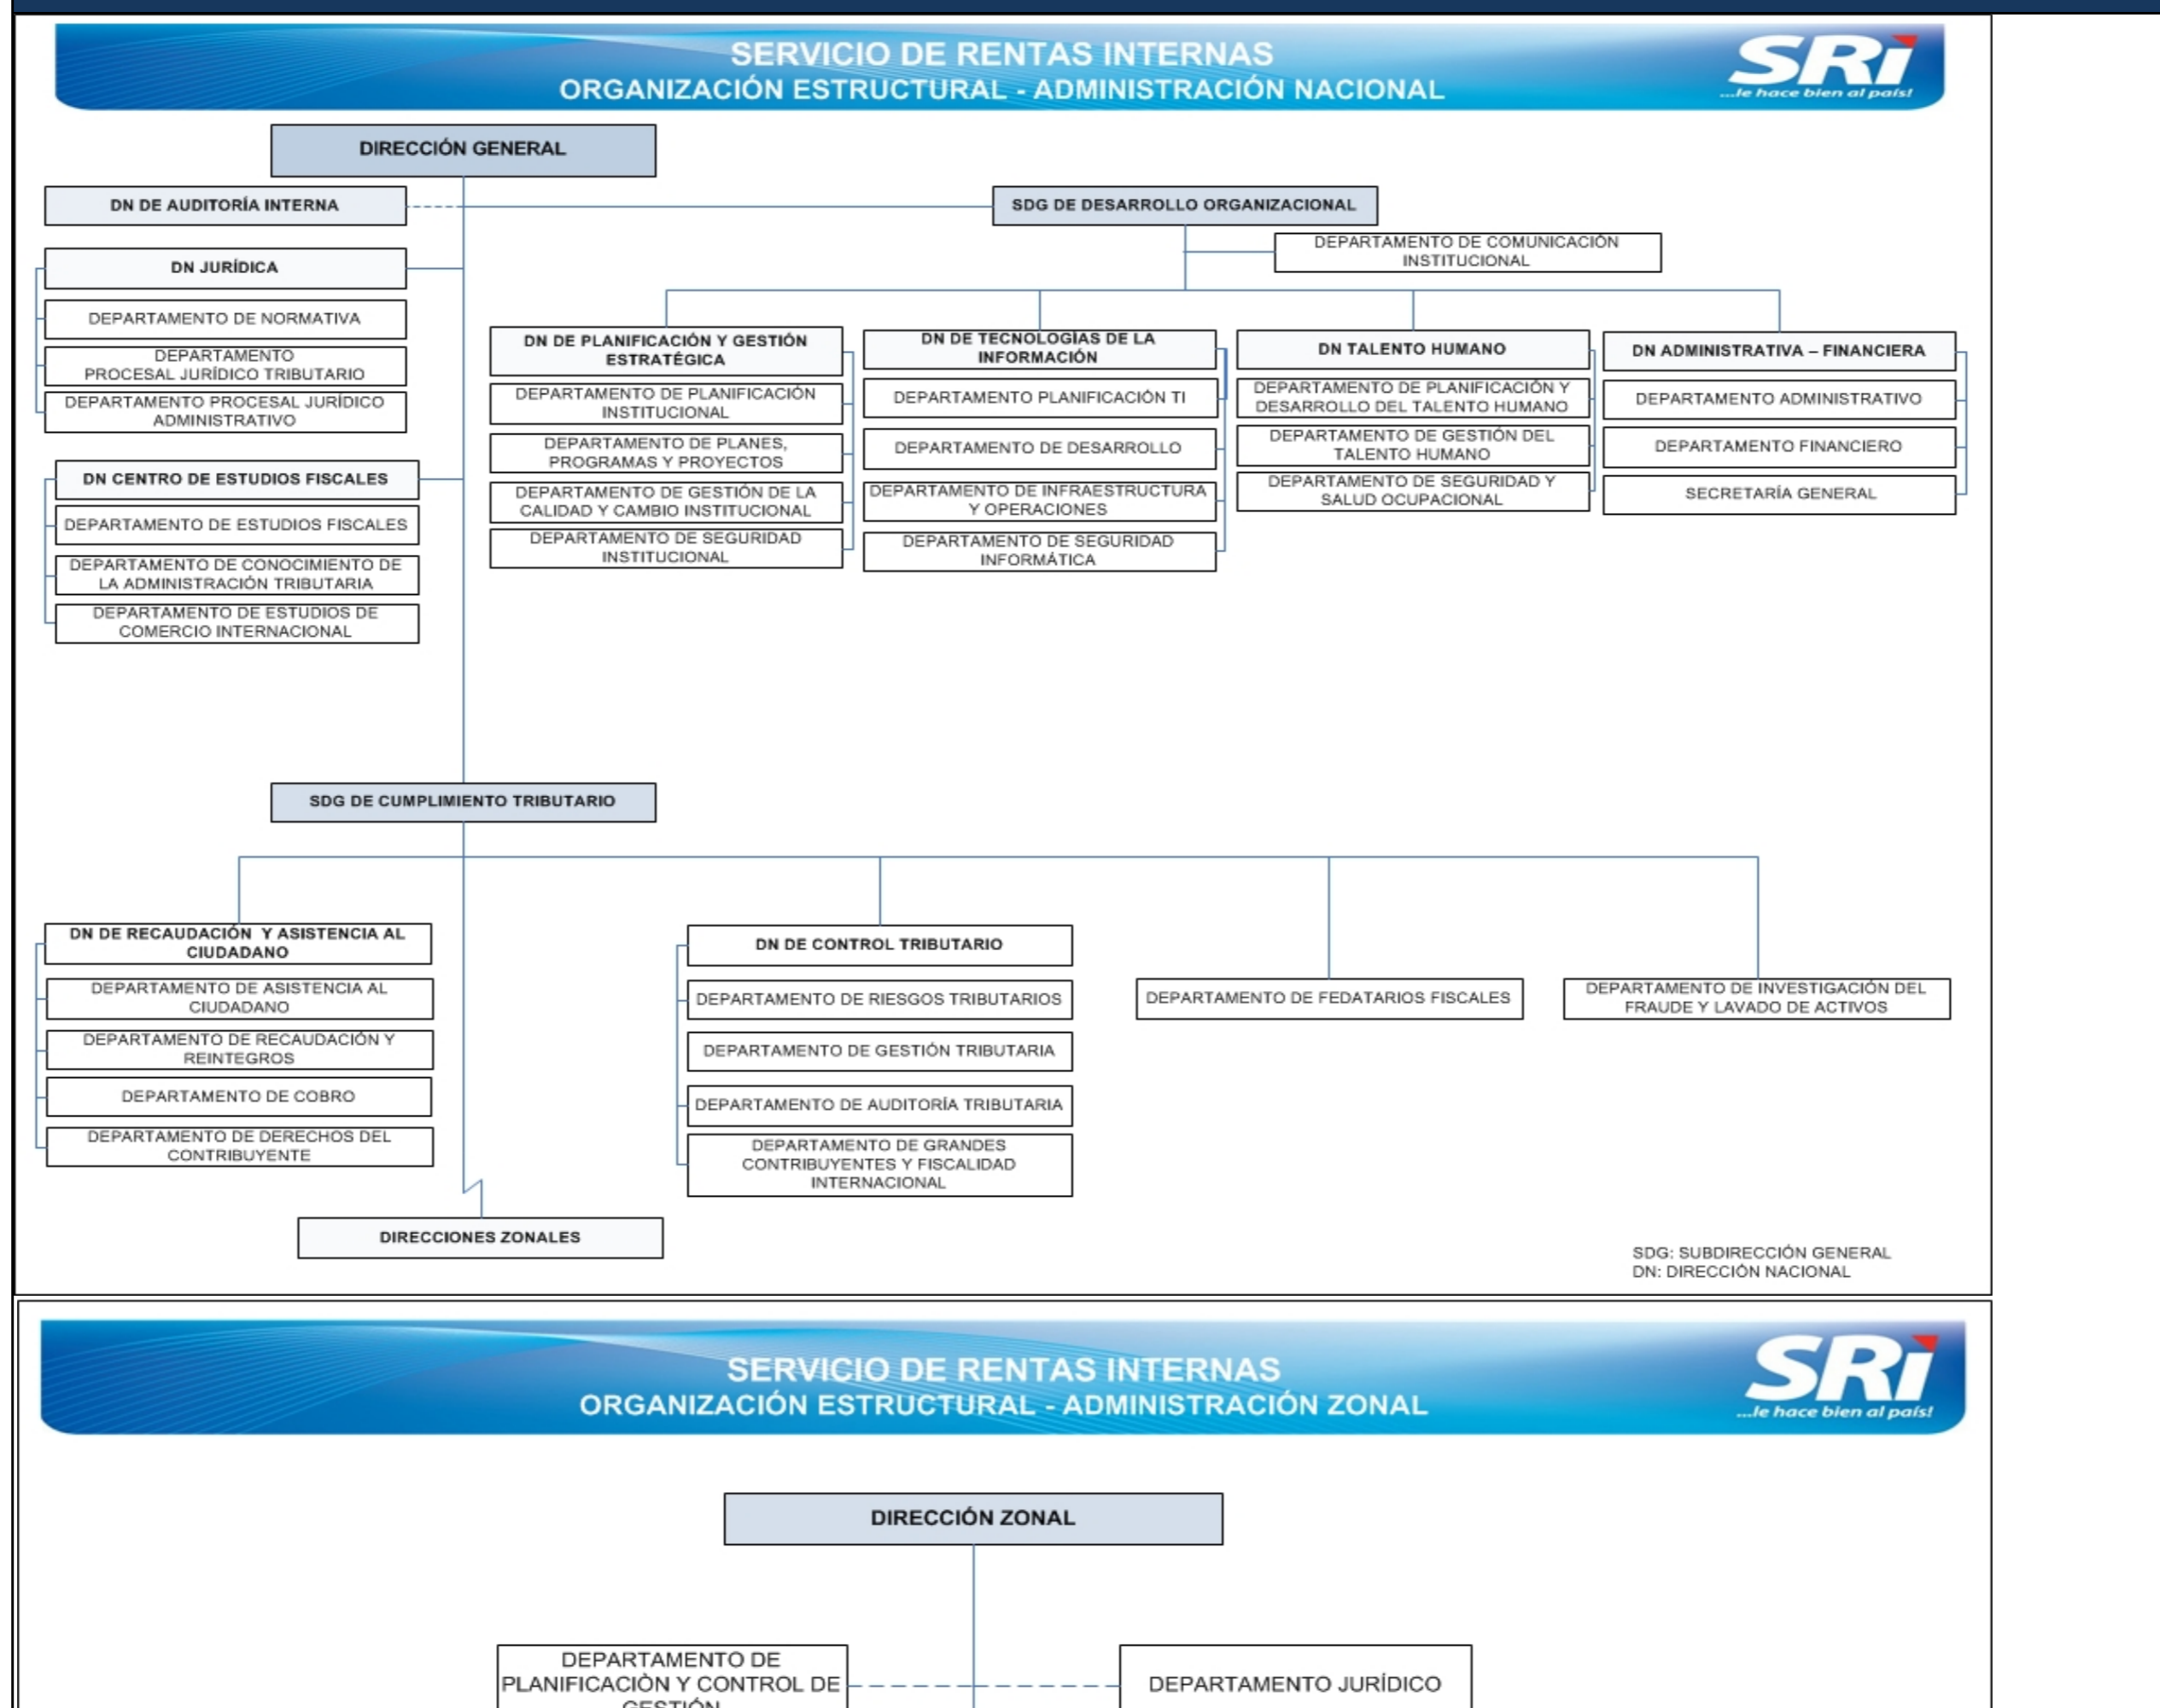 SERVICIO DE RENTAS INTERNAS
ORGANIZACIÓN ESTRUCTURAL - ADMINISTRACIÓN NACIONAL
SRi
...le hace bien al país!
DIRECCIÓN GENERAL
DN DE AUDITORÍA INTERNA
SDG DE DESARROLLO ORGANIZACIONAL
DEPARTAMENTO DE COMUNICACIÓN
INSTITUCIONAL
DN JURÍDICA
DEPARTAMENTO DE NORMATIVA
DEPARTAMENTO
PROCESAL JURÍDICO TRIBUTARIO
DEPARTAMENTO PROCESAL JURÍDICO
ADMINISTRATIVO
DN CENTRO DE ESTUDIOS FISCALES
DEPARTAMENTO DE ESTUDIOS FISCALES
DEPARTAMENTO DE CONOCIMIENTO DE
LA ADMINISTRACIÓN TRIBUTARIA
DEPARTAMENTO DE ESTUDIOS DE
COMERCIO INTERNACIONAL
DN DE PLANIFICACIÓN Y GESTIÓN
ESTRATÉGICA
DEPARTAMENTO DE PLANIFICACIÓN
INSTITUCIONAL
DEPARTAMENTO DE PLANES,
PROGRAMAS Y PROYECTOS
DEPARTAMENTO DE GESTIÓN DE LA
CALIDAD Y CAMBIO INSTITUCIONAL
DEPARTAMENTO DE SEGURIDAD
INSTITUCIONAL
DN DE TECNOLOGÍAS DE LA
INFORMACIÓN
DEPARTAMENTO PLANIFICACIÓN TI
DEPARTAMENTO DE DESARROLLO
DEPARTAMENTO DE INFRAESTRUCTURA
Y OPERACIONES
DEPARTAMENTO DE SEGURIDAD
INFORMÁTICA
DN TALENTO HUMANO
DEPARTAMENTO DE PLANIFICACIÓN Y
DESARROLLO DEL TALENTO HUMANO
DEPARTAMENTO DE GESTIÓN DEL
TALENTO HUMANO
DEPARTAMENTO DE SEGURIDAD Y
SALUD OCUPACIONAL
DN ADMINISTRATIVA – FINANCIERA
DEPARTAMENTO ADMINISTRATIVO
DEPARTAMENTO FINANCIERO
SECRETARÍA GENERAL
SDG DE CUMPLIMIENTO TRIBUTARIO
DN DE RECAUDACIÓN Y ASISTENCIA AL
CIUDADANO
DEPARTAMENTO DE ASISTENCIA AL
CIUDADANO
DEPARTAMENTO DE RECAUDACIÓN Y
REINTEGROS
DEPARTAMENTO DE COBRO
DEPARTAMENTO DE DERECHOS DEL
CONTRIBUYENTE
DN DE CONTROL TRIBUTARIO
DEPARTAMENTO DE RIESGOS TRIBUTARIOS
DEPARTAMENTO DE GESTIÓN TRIBUTARIA
DEPARTAMENTO DE AUDITORÍA TRIBUTARIA
DEPARTAMENTO DE GRANDES
CONTRIBUYENTES Y FISCALIDAD
INTERNACIONAL
DEPARTAMENTO DE FEDATARIOS FISCALES
DEPARTAMENTO DE INVESTIGACIÓN DEL
FRAUDE Y LAVADO DE ACTIVOS
DIRECCIONES ZONALES
SDG: SUBDIRECCIÓN GENERAL
DN: DIRECCIÓN NACIONAL
SERVICIO DE RENTAS INTERNAS
ORGANIZACIÓN ESTRUCTURAL - ADMINISTRACIÓN ZONAL
SRi
...le hace bien al país!
DIRECCIÓN ZONAL
DEPARTAMENTO DE
PLANIFICACIÒN Y CONTROL DE
GESTIÓN
DEPARTAMENTO JURÍDICO